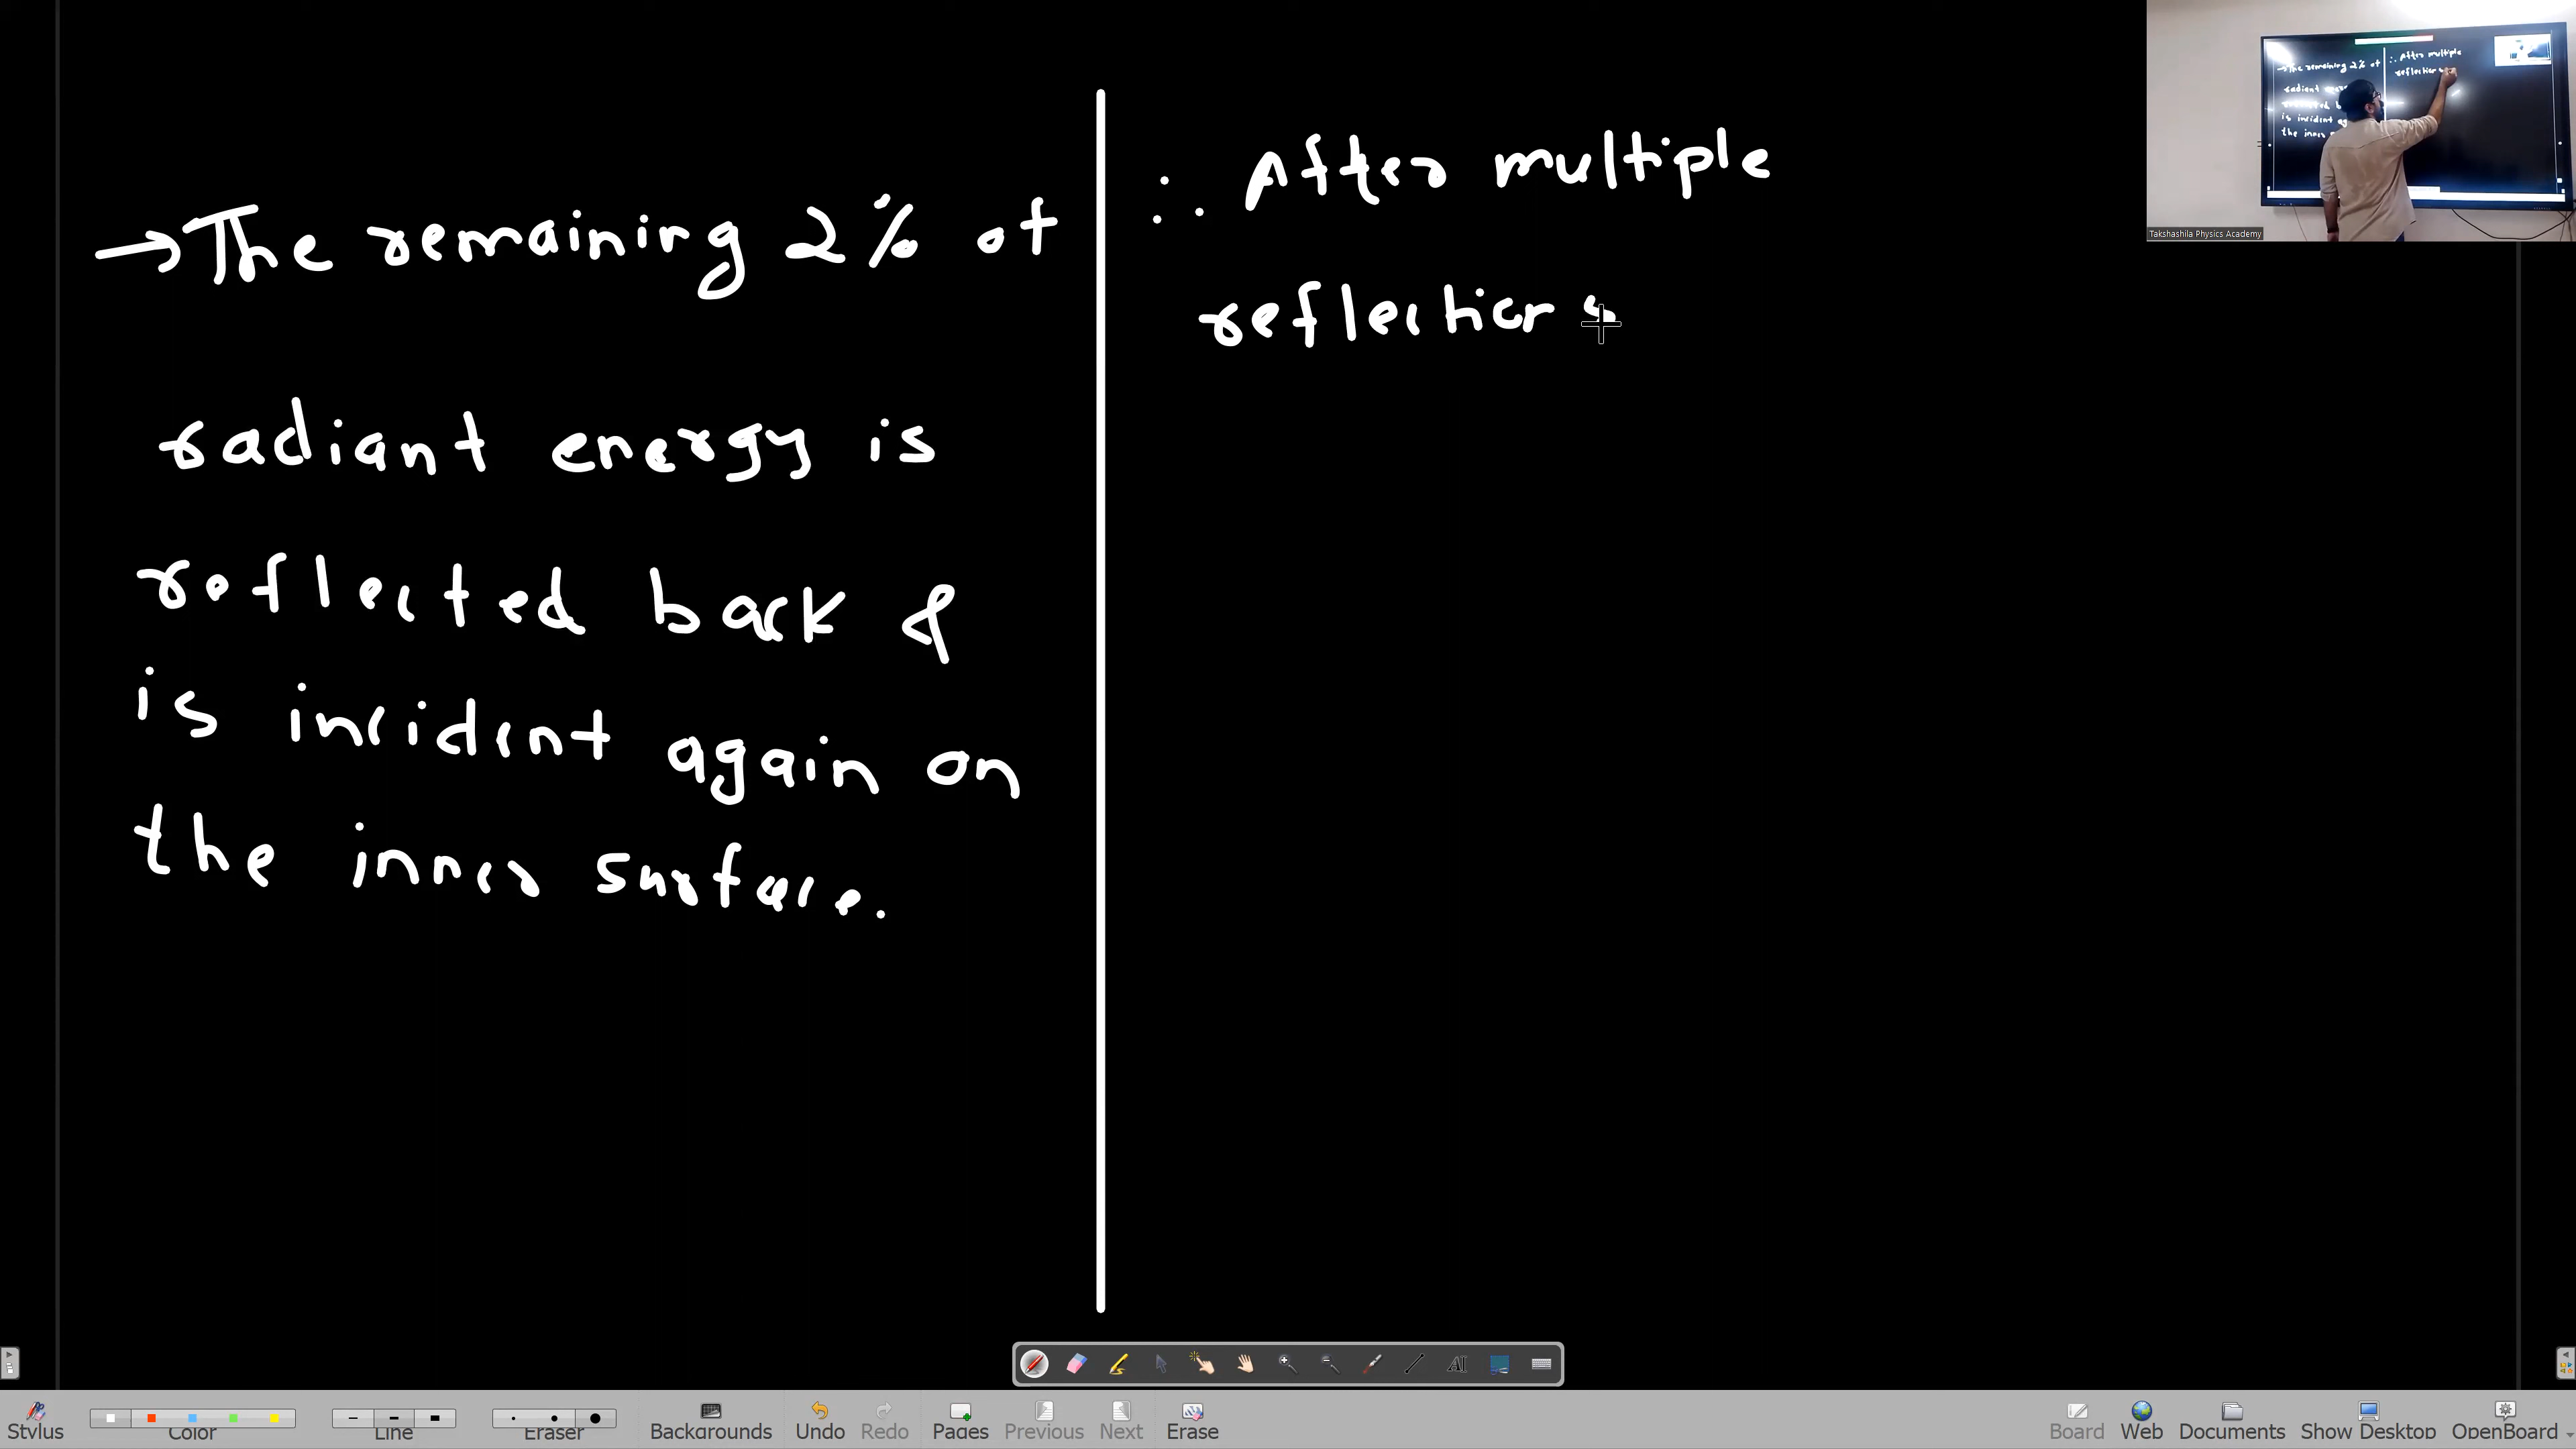 → The remaining 2% of
radiant energy is
reflected back &
is incident again on
the inner surface.
∴ After multiple
reflections
Takshashila Physics Academy
Stylus
Color
Line
Eraser
Backgrounds
Undo
Redo
Pages
Previous
Next
Erase
Board
Web
Documents
Show Desktop
OpenBoard